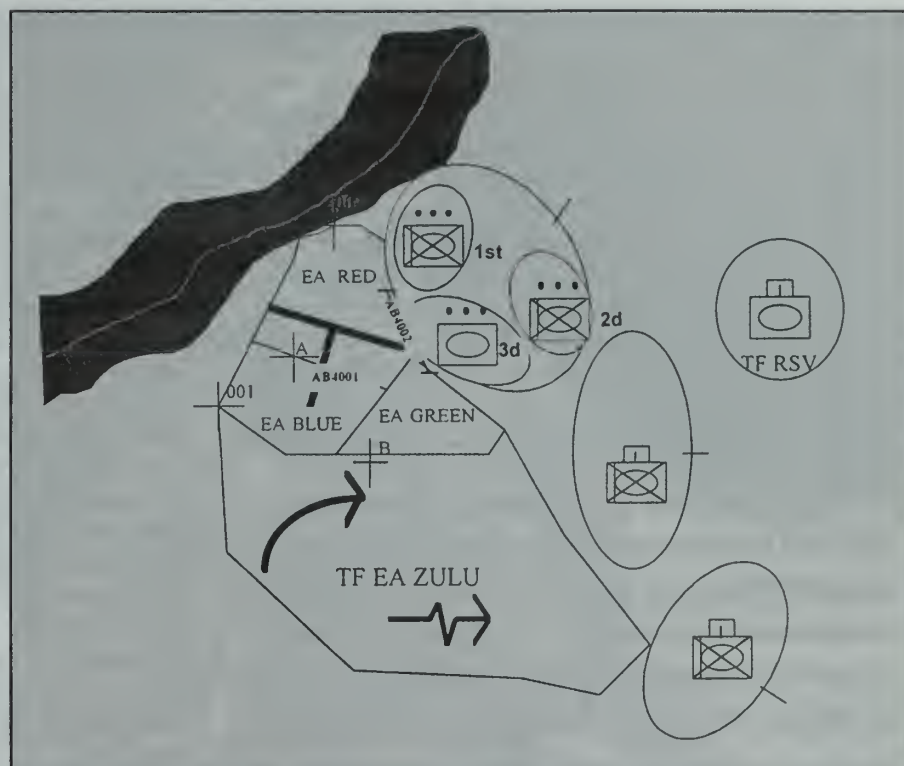 EA RED
1st
AB4002
2d
3d
TF RSV
A
AB4001
001
EA BLUE
EA GREEN
B
TF EA ZULU